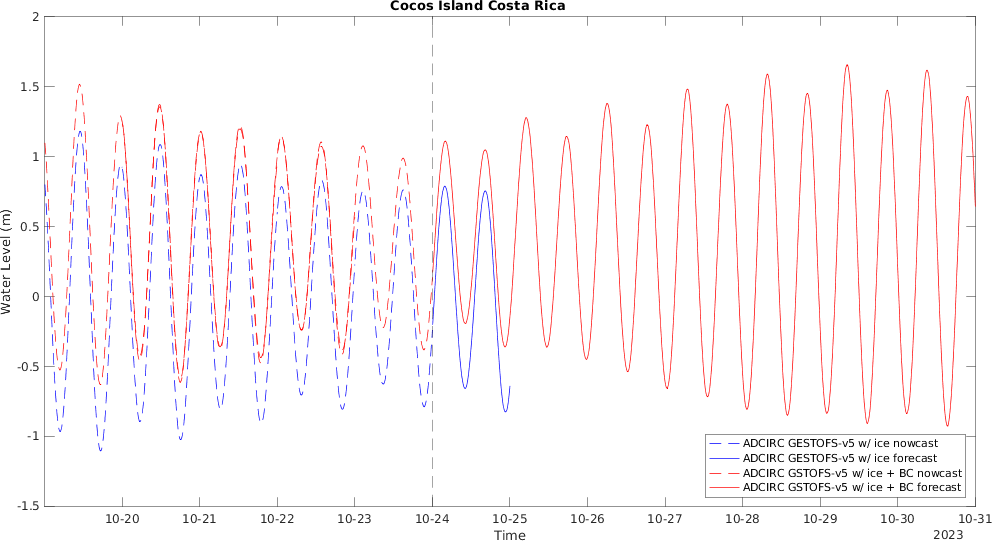 Cocos Island Costa Rica
Water Level (m)
2
1.5
1
0.5
0
-0.5
-1
-1.5
ADCIRC GESTOFS-v5 w/ ice nowcast
ADCIRC GESTOFS-v5 w/ ice forecast
ADCIRC GSTOFS-v5 w/ ice + BC nowcast
ADCIRC GSTOFS-v5 w/ ice + BC forecast
10-20 10-21 10-22 10-23 10-24 10-25 10-26 10-27 10-28 10-29 10-30 10-31
Time
2023